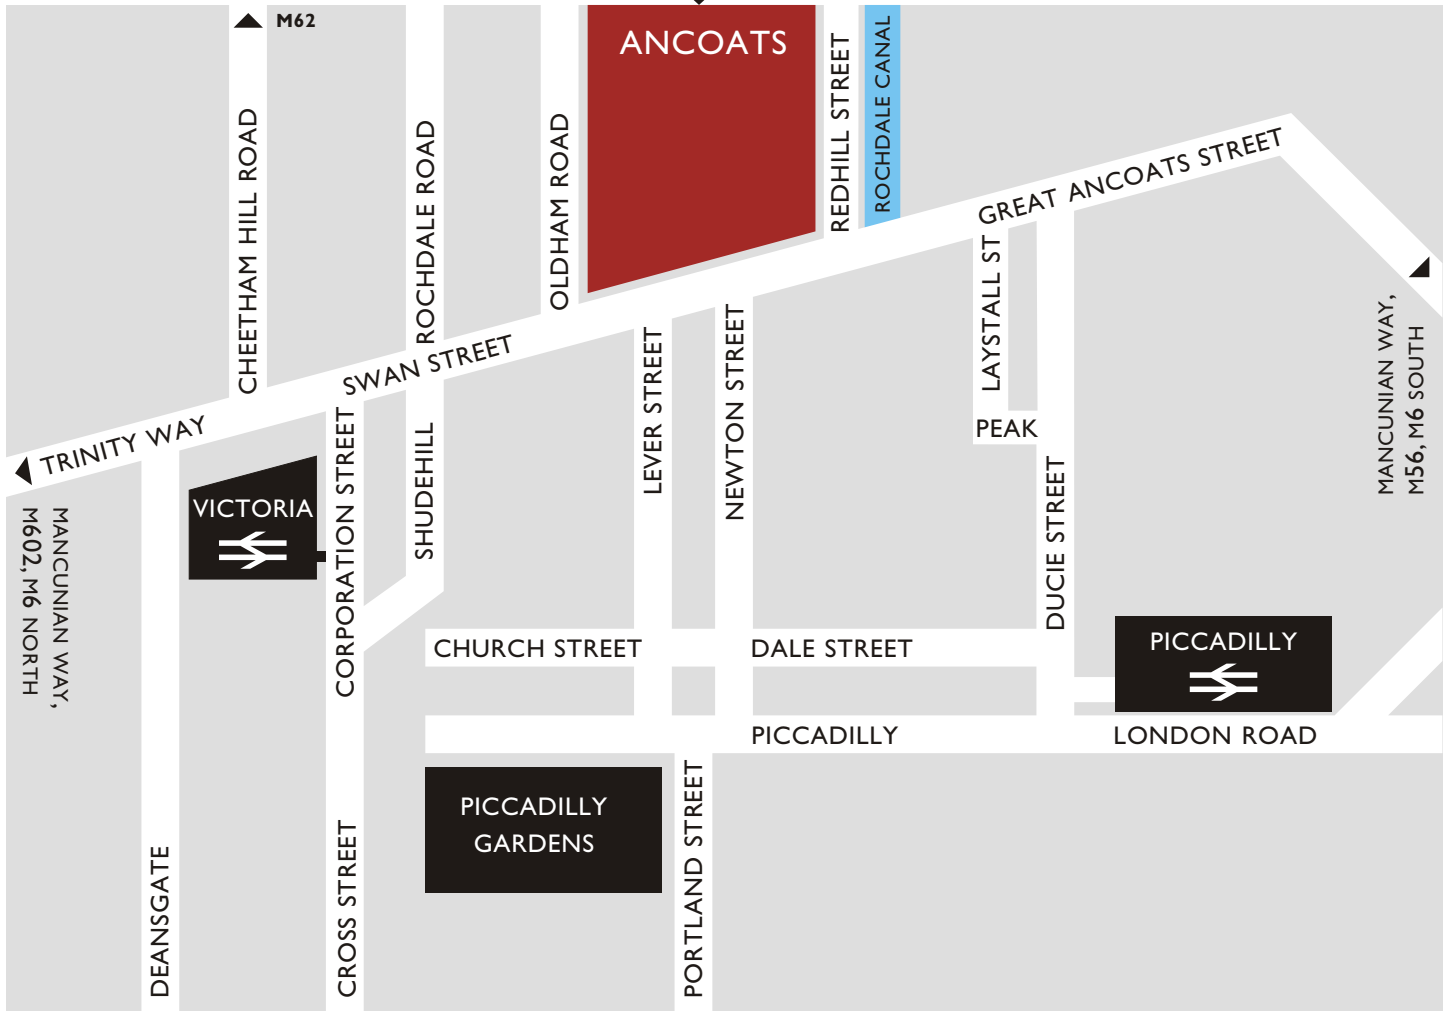 M62
ANCOATS
REDHILL STREET
ROCHDALE CANAL
CHEETHAM HILL ROAD
ROCHDALE ROAD
OLDHAM ROAD
GREAT ANCOATS STREET
LAYSTALL ST
SWAN STREET
TRINITY WAY
MANCUNIAN WAY,
M56, M6 SOUTH
PEAK
LEVER STREET
NEWTON STREET
SHUDEHILL
CORPORATION STREET
VICTORIA
MANCUNIAN WAY,
M602, M6 NORTH
DUCIE STREET
CHURCH STREET
DALE STREET
PICCADILLY
PICCADILLY
LONDON ROAD
PICCADILLY
GARDENS
PORTLAND STREET
CROSS STREET
DEANSGATE